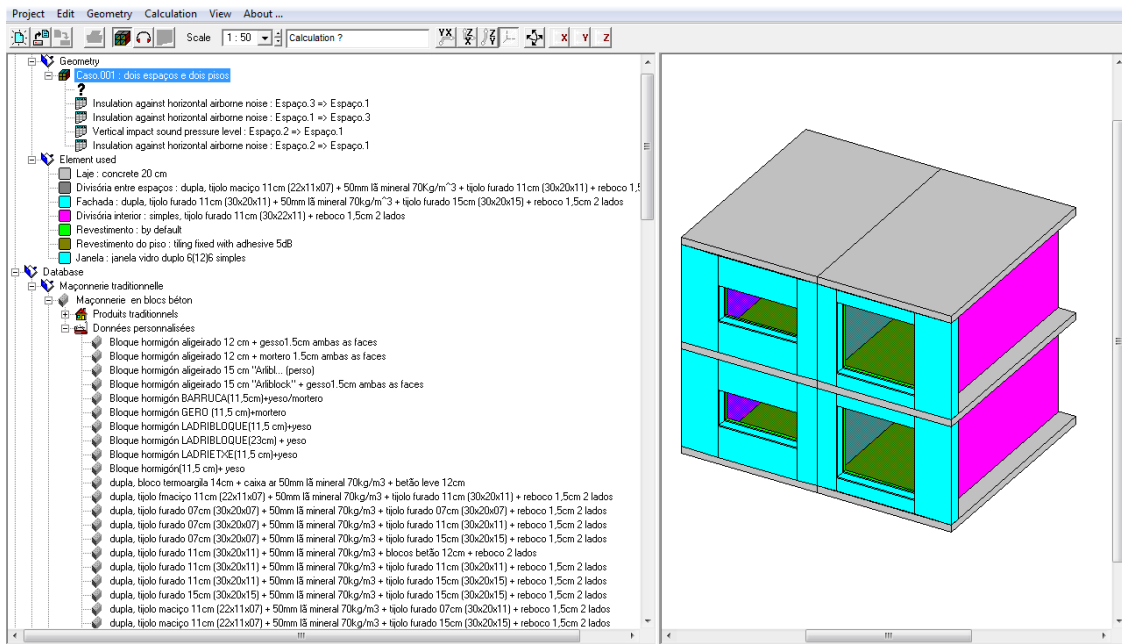 Project Edit Geometry Calculation View About ...
Scale 1 : 50 Calculation ? YX Z X Z Y X Y Z
Geometry
Caso.001 : dois espaços e dois pisos
?
Insulation against horizontal airborne noise : Espaço.3 => Espaço.1
Insulation against horizontal airborne noise : Espaço.1 => Espaço.3
Vertical impact sound pressure level : Espaço.2 => Espaço.1
Insulation against horizontal airborne noise : Espaço.2 => Espaço.1
Element used
Laje : concrete 20 cm
Divisória entre espaços : dupla, tijolo maciço 11cm (22x11x07) + 50mm lã mineral 70Kg/m^3 + tijolo furado 11cm (30x20x11) + reboco 1,5
Fachada : dupla, tijolo furado 11cm (30x20x11) + 50mm lã mineral 70kg/m^3 + tijolo furado 15cm (30x20x15) + reboco 1,5cm 2 lados
Divisória interior : simples, tijolo furado 11cm (30x22x11) + reboco 1,5cm 2 lados
Revestimento : by default
Revestimento do piso : tiling fixed with adhesive 5dB
Janela : janela vidro duplo 6(12)6 simples
Database
Maçonnerie traditionnelle
Maçonnerie en blocs béton
Produits traditionnels
Données personnalisées
Bloque hormigón aligeirado 12 cm + gesso1.5cm ambas as faces
Bloque hormigón aligeirado 12 cm + mortero 1.5cm ambas as faces
Bloque hormigón aligeirado 15 cm "Arlibl... (perso)
Bloque hormigón aligeirado 15 cm "Arliblock" + gesso1.5cm ambas as faces
Bloque hormigón BARRUCA(11,5cm)+yeso/mortero
Bloque hormigón GERO (11,5 cm)+mortero
Bloque hormigón LADRIBLOQUE(11,5 cm)+yeso
Bloque hormigón LADRIBLOQUE(23cm) + yeso
Bloque hormigón LADRIETXE(11,5 cm)+yeso
Bloque hormigón(11,5 cm)+ yeso
dupla, bloco termoargila 14cm + caixa ar 50mm lã mineral 70kg/m3 + betão leve 12cm
dupla, tijolo fmaciço 11cm (22x11x07) + 50mm lã mineral 70kg/m3 + tijolo furado 11cm (30x20x11) + reboco 1,5cm 2 lados
dupla, tijolo furado 07cm (30x20x07) + 50mm lã mineral 70kg/m3 + tijolo furado 07cm (30x20x07) + reboco 1,5cm 2 lados
dupla, tijolo furado 07cm (30x20x07) + 50mm lã mineral 70kg/m3 + tijolo furado 11cm (30x20x11) + reboco 1,5cm 2 lados
dupla, tijolo furado 07cm (30x20x07) + 50mm lã mineral 70kg/m3 + tijolo furado 15cm (30x20x15) + reboco 1,5cm 2 lados
dupla, tijolo furado 11cm (30x20x11) + 50mm lã mineral 70kg/m3 + blocos betão 12cm + reboco 2 lados
dupla, tijolo furado 11cm (30x20x11) + 50mm lã mineral 70kg/m3 + tijolo furado 11cm (30x20x11) + reboco 1,5cm 2 lados
dupla, tijolo furado 11cm (30x20x11) + 50mm lã mineral 70kg/m3 + tijolo furado 15cm (30x20x15) + reboco 1,5cm 2 lados
dupla, tijolo furado 15cm (30x20x15) + 50mm lã mineral 70kg/m3 + tijolo furado 15cm (30x20x15) + reboco 1,5cm 2 lados
dupla, tijolo maciço 11cm (22x11x07) + 50mm lã mineral 70kg/m3 + tijolo furado 07cm (30x20x11) + reboco 1,5cm 2 lados
dupla, tijolo maciço 11cm (22x11x07) + 50mm lã mineral 70kg/m3 + tijolo furado 15cm (30x20x15) + reboco 1,5cm 2 lados